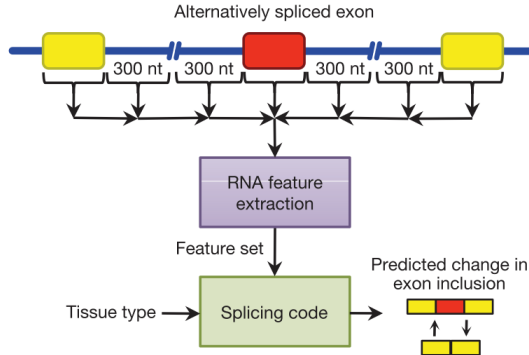 Alternatively spliced exon
300 nt 300 nt 300 nt 300 nt
RNA feature
extraction
Feature set
Predicted change in
exon inclusion
Tissue type
Splicing code